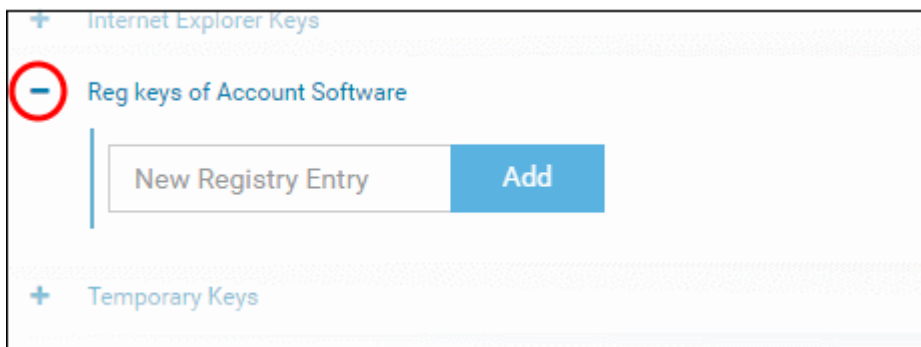 Internet Explorer Keys
Reg keys of Account Software
New Registry Entry
Add
Temporary Keys